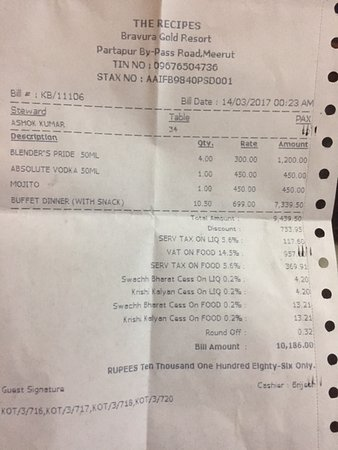 THE RECIPES
Bravura Gold Resort
Partapur By-Pass Road,Meerut
TIN NO : 09676504736
STAX NO : AAIFB9840PSD001
Bill # : KB/11106 Bill Date : 14/03/2017 00:23 AM
Steward Table PAX
ASHOK KUMAR 34
Description Qty. Rate Amount
BLENDER'S PRIDE 50ML 4.00 300.00 1,200.00
ABSOLUTE VODKA 50ML 1.00 450.00 450.00
MOJITO 1.00 450.00 450.00
BUFFET DINNER (WITH SNACK) 10.50 699.00 7,339.50
Total Amount : 9,439.50
Discount : 733.95
SERV TAX ON LIQ 5.6% : 117.60
VAT ON FOOD 14.5% : 957
SERV TAX ON FOOD 5.6% : 369.91
Swachh Bharat Cess On LIQ 0.2% : 4.20
Krishi Kalyan Cess On LIQ 0.2% : 4.20
Swachh Bharat Cess On FOOD 0.2% : 13.21
Krishi Kalyan Cess On FOOD 0.2% : 13.21
Round Off : 0.32
Bill Amount : 10,186.00
RUPEES Ten Thousand One Hundred Eighty-Six Only.
Guest Signature Cashier :
KOT/3/716,KOT/3/717,KOT/3/718,KOT/3/720